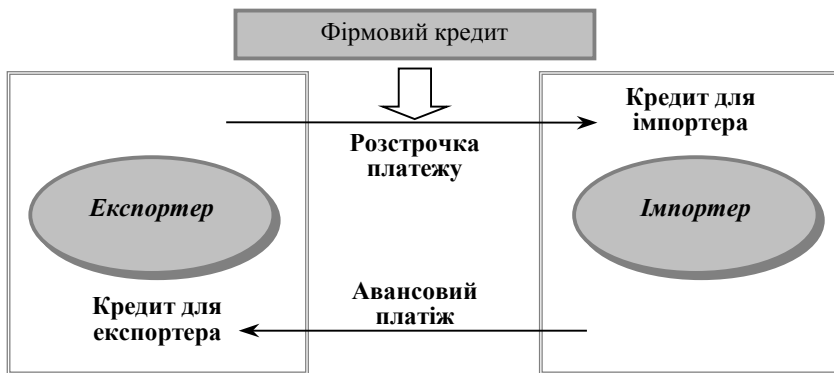 Фірмовий кредит
Кредит для
імпортера
Розстрочка
платежу
Експортер
Імпортер
Авансовий
платіж
Кредит для
експортера